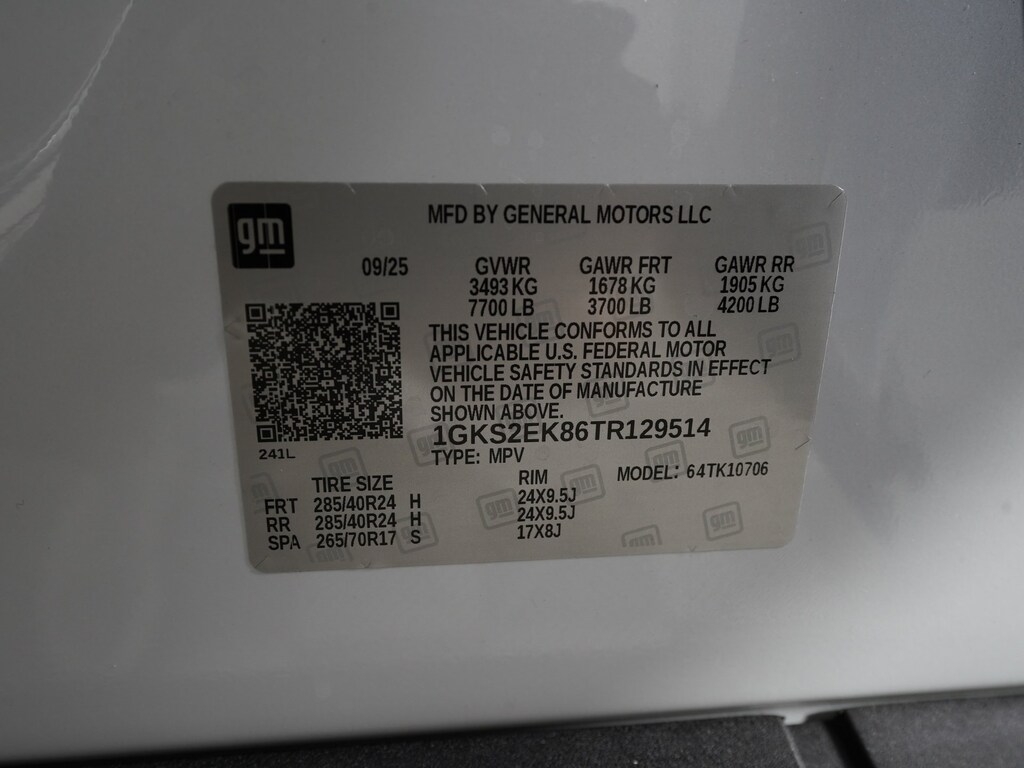 gm
MFD BY GENERAL MOTORS LLC
09/25 GVWR GAWR FRT GAWR RR
3493 KG 1678 KG 1905 KG
7700 LB 3700 LB 4200 LB
THIS VEHICLE CONFORMS TO ALL
APPLICABLE U.S. FEDERAL MOTOR
VEHICLE SAFETY STANDARDS IN EFFECT
ON THE DATE OF MANUFACTURE
SHOWN ABOVE.
1GKS2EK86TR129514
241L
TYPE: MPV
TIRE SIZE RIM MODEL: 64TK10706
FRT 285/40R24 H 24X9.5J
RR 285/40R24 H 24X9.5J
SPA 265/70R17 S 17X8J